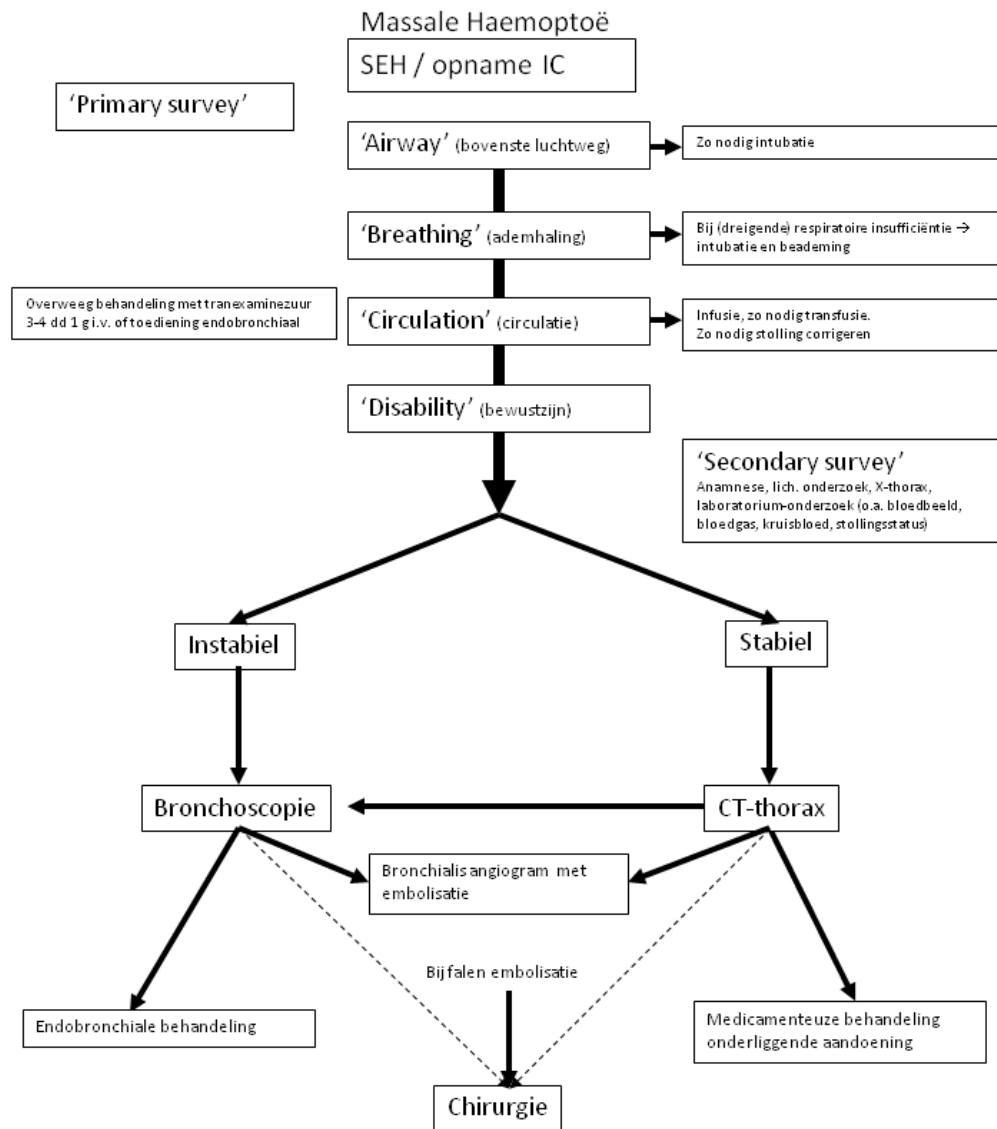 Massale Haemoptoë
SEH / opname IC
‘Primary survey’
‘Airway’ (bovenste luchtweg)
Zo nodig intubatie
‘Breathing’ (ademhaling)
Bij (dreigende) respiratoire insufficiëntie →
intubatie en beademing
Overweeg behandeling met tranexaminezuur
3-4 dd 1 g i.v. of toediening endobronchiaal
‘Circulation’ (circulatie)
Infusie, zo nodig transfusie.
Zo nodig stolling corrigeren
‘Disability’ (bewustzijn)
‘Secondary survey’
Anamnese, lich. onderzoek, X-thorax,
laboratorium-onderzoek (o.a. bloedbeeld,
bloedgas, kruisbloed, stollingsstatus)
Instabiel
Stabiel
Bronchoscopie
CT-thorax
Bronchialis angiogram met
embolisatie
Bij falen embolisatie
Endobronchiale behandeling
Medicamenteuze behandeling
onderliggende aandoening
Chirurgie